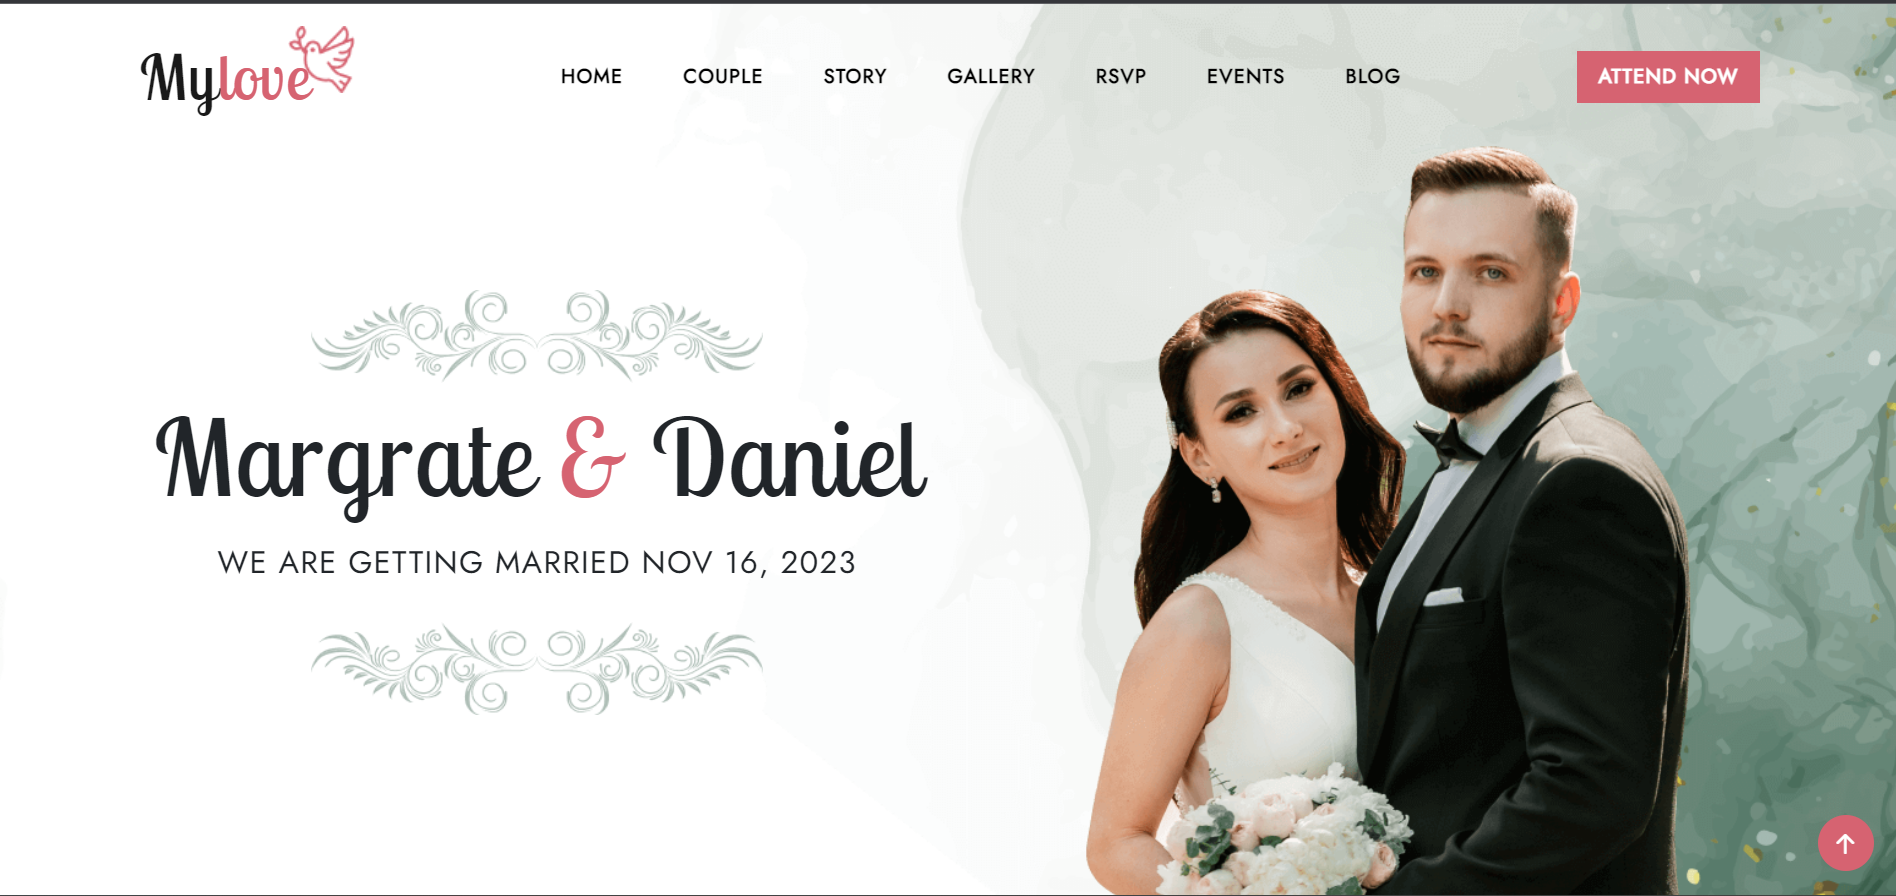 Mylove
HOME COUPLE STORY GALLERY RSVP EVENTS BLOG
ATTEND NOW
Margrate & Daniel
WE ARE GETTING MARRIED NOV 16, 2023